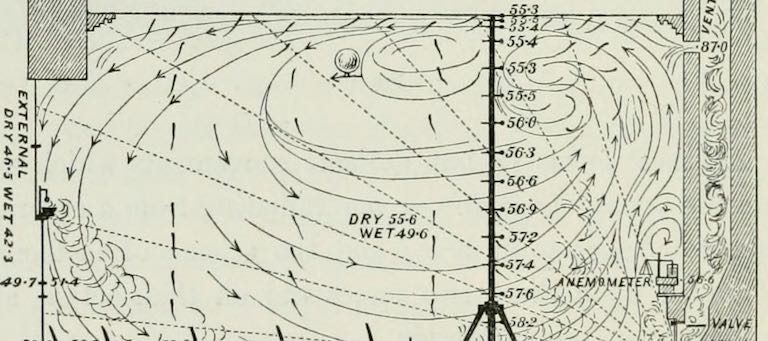 55·3
55·4
55·3
55·5
56·0
56·3
56·6
56·9
57·2
57·4
57·6
58·2
VENT
87·0
EXTERNAL
DRY 46·5 WET 42·3
DRY 55·6
WET 49·6
49·7
51·4
ANEMOMETER
56·6
VALVE